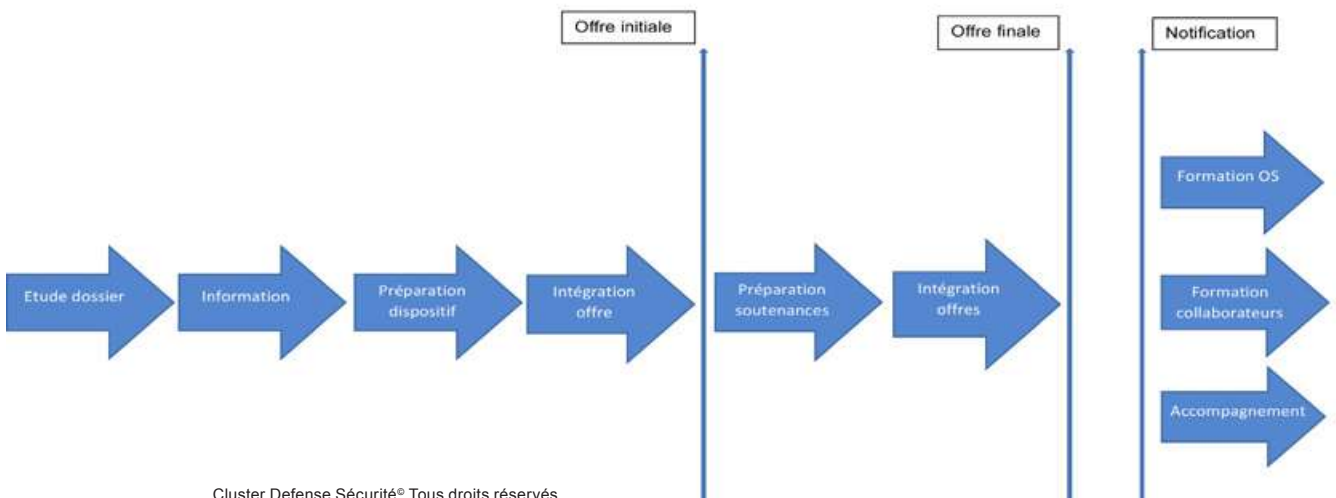 Offre initiale
Offre finale
Notification
Formation OS
Etude dossier
Information
Préparation
dispositif
Intégration
offre
Préparation
soutenances
Intégration
offres
Formation
collaborateurs
Accompagnement
Cluster Defense Sécurité© Tous droits réservés